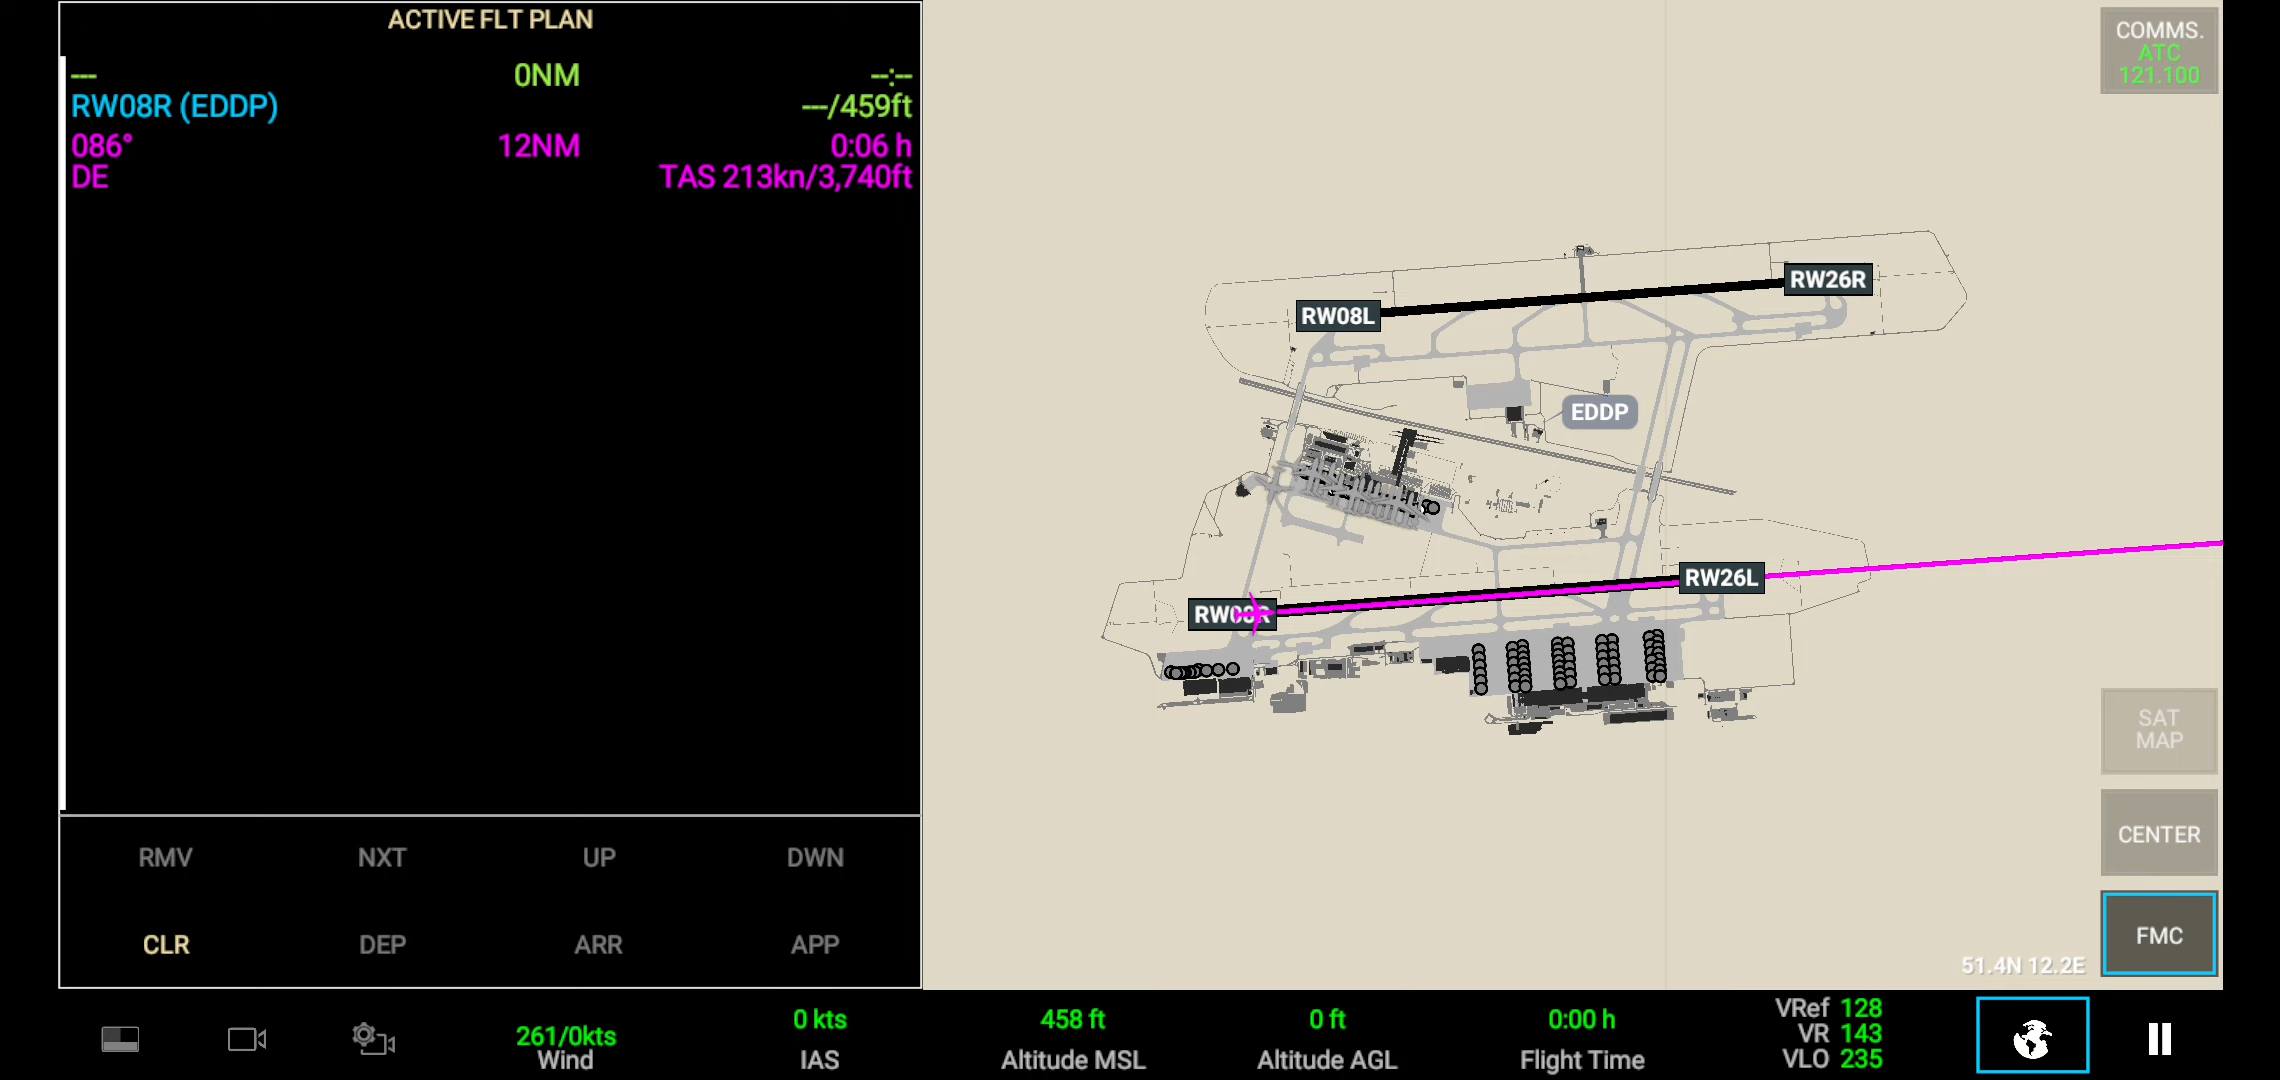 ACTIVE FLT PLAN
--- 0NM --:--
RW08R (EDDP) ---/459ft
086° 12NM 0:06 h
DE TAS 213kn/3,740ft
RMV NXT UP DWN
CLR DEP ARR APP
COMMS.
ATC
121.100
RW26R
RW08L
EDDP
RW26L
RW08R
SAT
MAP
CENTER
FMC
51.4N 12.2E
261/0kts
Wind
0 kts
IAS
458 ft
Altitude MSL
0 ft
Altitude AGL
0:00 h
Flight Time
VRef 128
VR 143
VLO 235